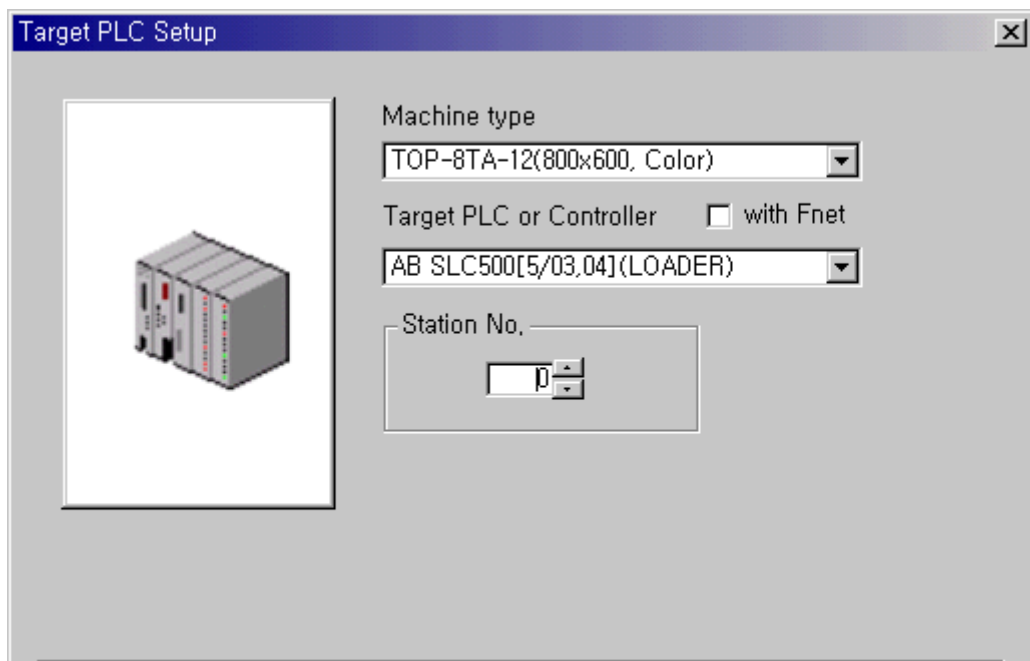 Target PLC Setup
Machine type
TOP-8TA-12(800x600, Color)
Target PLC or Controller with Fnet
AB SLC500[5/03,04](LOADER)
Station No.
0